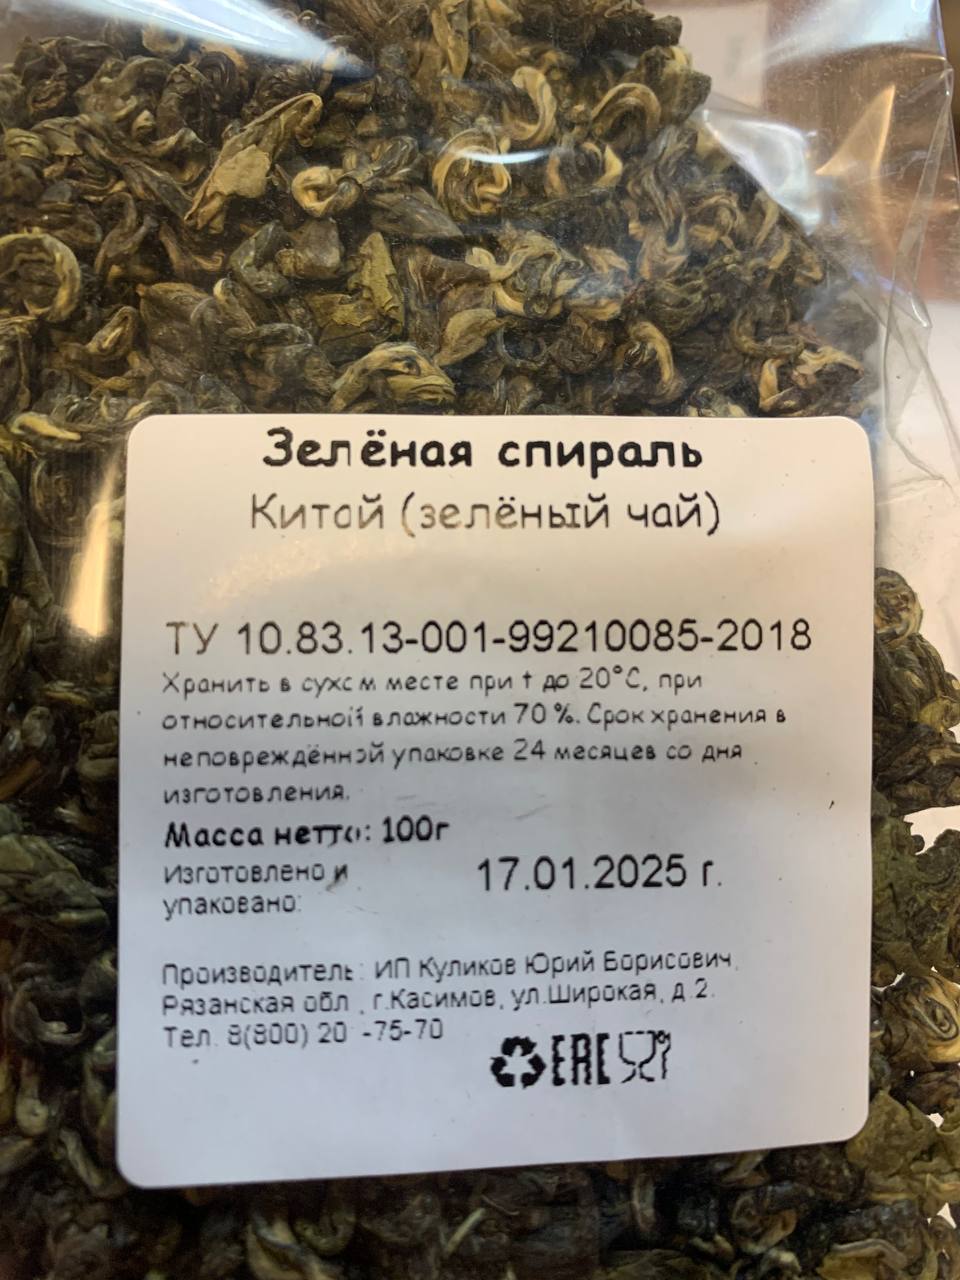 Зелёная спираль
Китай (зелёный чай)
ТУ 10.83.13-001-99210085-2018
Хранить в сухом месте при t до 20°С, при
относительной влажности 70 %. Срок хранения в
неповреждённой упаковке 24 месяцев со дня
изготовления.
Масса нетто: 100г
Изготовлено и
упаковано:
17.01.2025 г.
Производитель: ИП Куликов Юрий Борисович,
Рязанская обл., г.Касимов, ул.Широкая, д.2.
Тел. 8(800) 20 -75-70
EAC